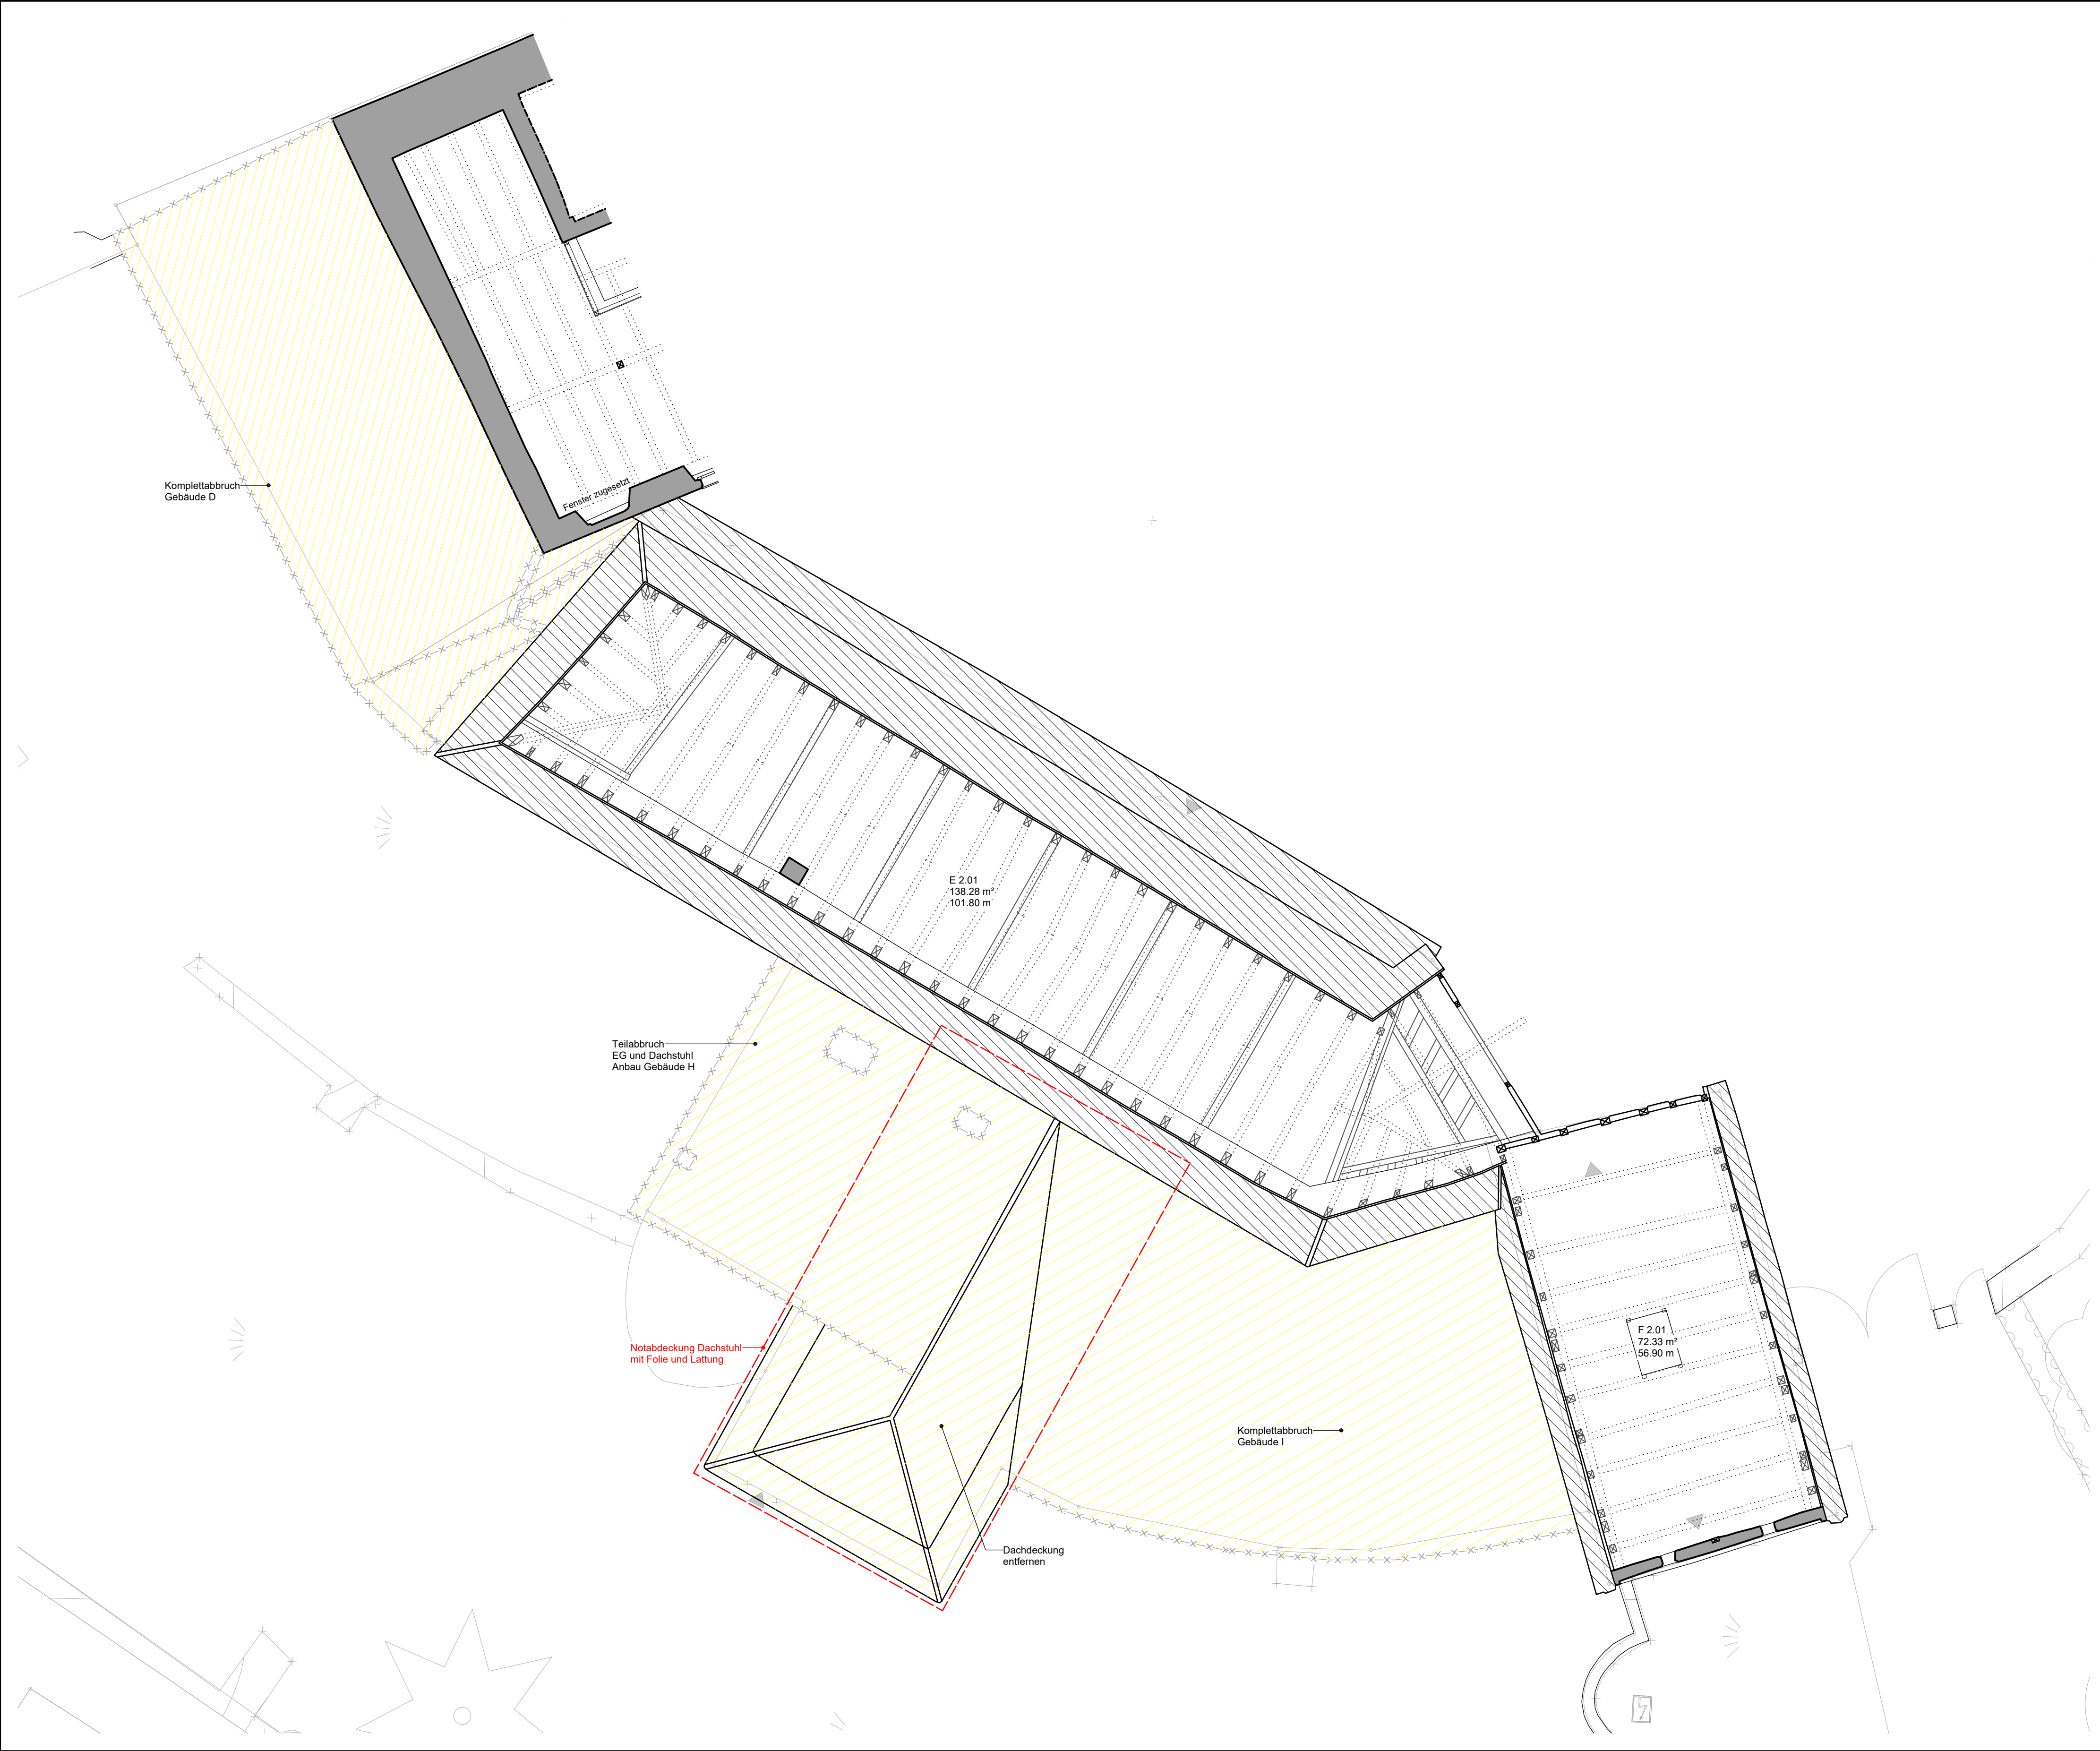 Komplettabbruch
Gebäude D
Fenster zugesetzt
E 2.01
138.28 m²
101.80 m
Teilabbruch
EG und Dachstuhl
Anbau Gebäude H
F 2.01
72.33 m²
56.90 m
Notabdeckung Dachstuhl
mit Folie und Lattung
Komplettabbruch
Gebäude I
Dachdeckung
entfernen